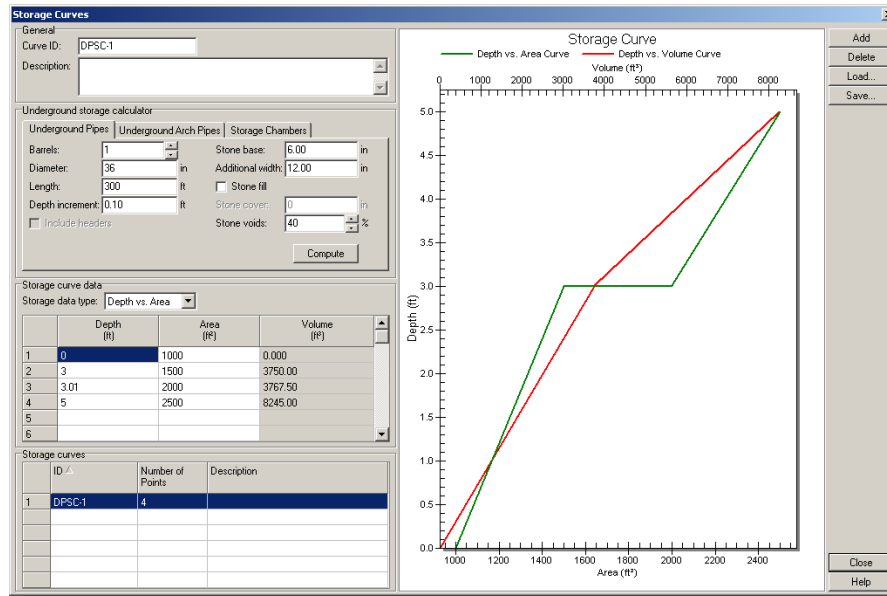 Storage Curves
General
Curve ID: DPSC-1
Description:
Underground storage calculator
Underground Pipes Underground Arch Pipes Storage Chambers
Barrels: 1 Stone base: 6.00 in
Diameter: 36 in Additional width: 12.00 in
Length: 300 ft Stone fill
Depth increment: 0.10 ft Stone cover: 0 in
Include headers Stone voids: 40 %
Compute
Storage curve data
Storage data type: Depth vs. Area
Depth (ft) Area (ft²) Volume (ft³)
1 0 1000 0.000
2 3 1500 3750.00
3 3.01 2000 3767.50
4 5 2500 8245.00
5
6
Storage curves
ID Number of Points Description
1 DPSC-1 4
Storage Curve
Depth vs. Area Curve Depth vs. Volume Curve
Volume (ft³)
0 1000 2000 3000 4000 5000 6000 7000 8000
5.0
4.5
4.0
3.5
3.0
2.5
2.0
1.5
1.0
0.5
0.0
Depth (ft)
1000 1200 1400 1600 1800 2000 2200 2400
Area (ft²)
Add
Delete
Load...
Save...
Close
Help